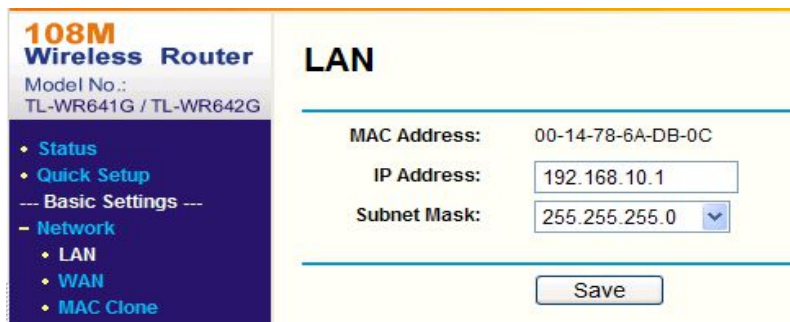 108M
Wireless Router
Model No.:
TL-WR641G / TL-WR642G
• Status
• Quick Setup
--- Basic Settings ---
– Network
• LAN
• WAN
• MAC Clone
LAN
MAC Address: 00-14-78-6A-DB-0C
IP Address: 192.168.10.1
Subnet Mask: 255.255.255.0
Save